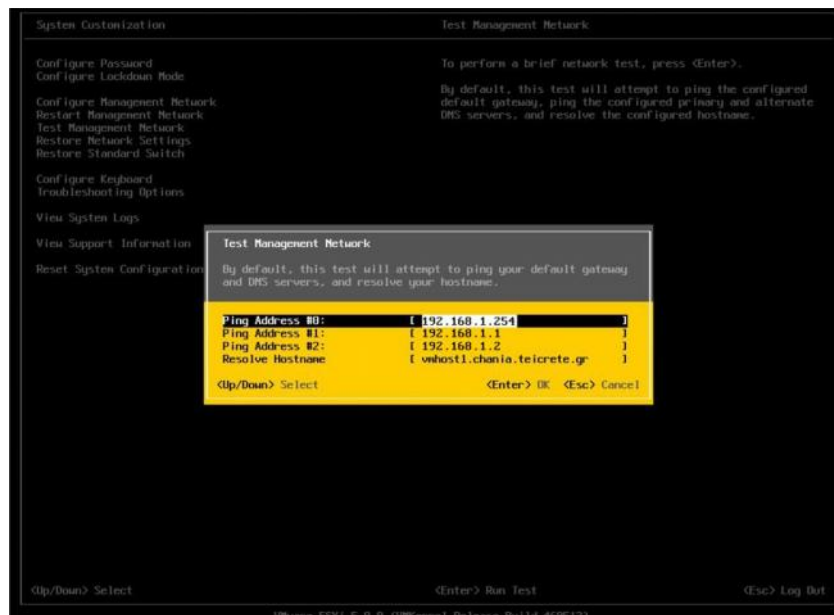 System Customization
Test Management Network
Configure Password
Configure Lockdown Mode
Configure Management Network
Restart Management Network
Test Management Network
Restore Network Settings
Restore Standard Switch
Configure Keyboard
Troubleshooting Options
View System Logs
View Support Information
Reset System Configuration
To perform a brief network test, press <Enter>.
By default, this test will attempt to ping the configured
default gateway, ping the configured primary and alternate
DNS servers, and resolve the configured hostname.
Test Management Network
By default, this test will attempt to ping your default gateway
and DNS servers, and resolve your hostname.
Ping Address #0: [ 192.168.1.254 ]
Ping Address #1: [ 192.168.1.1 ]
Ping Address #2: [ 192.168.1.2 ]
Resolve Hostname [ vmhost1.chania.teicrete.gr ]
<Up/Down> Select <Enter> OK <Esc> Cancel
<Up/Down> Select <Enter> Run Test <Esc> Log Out